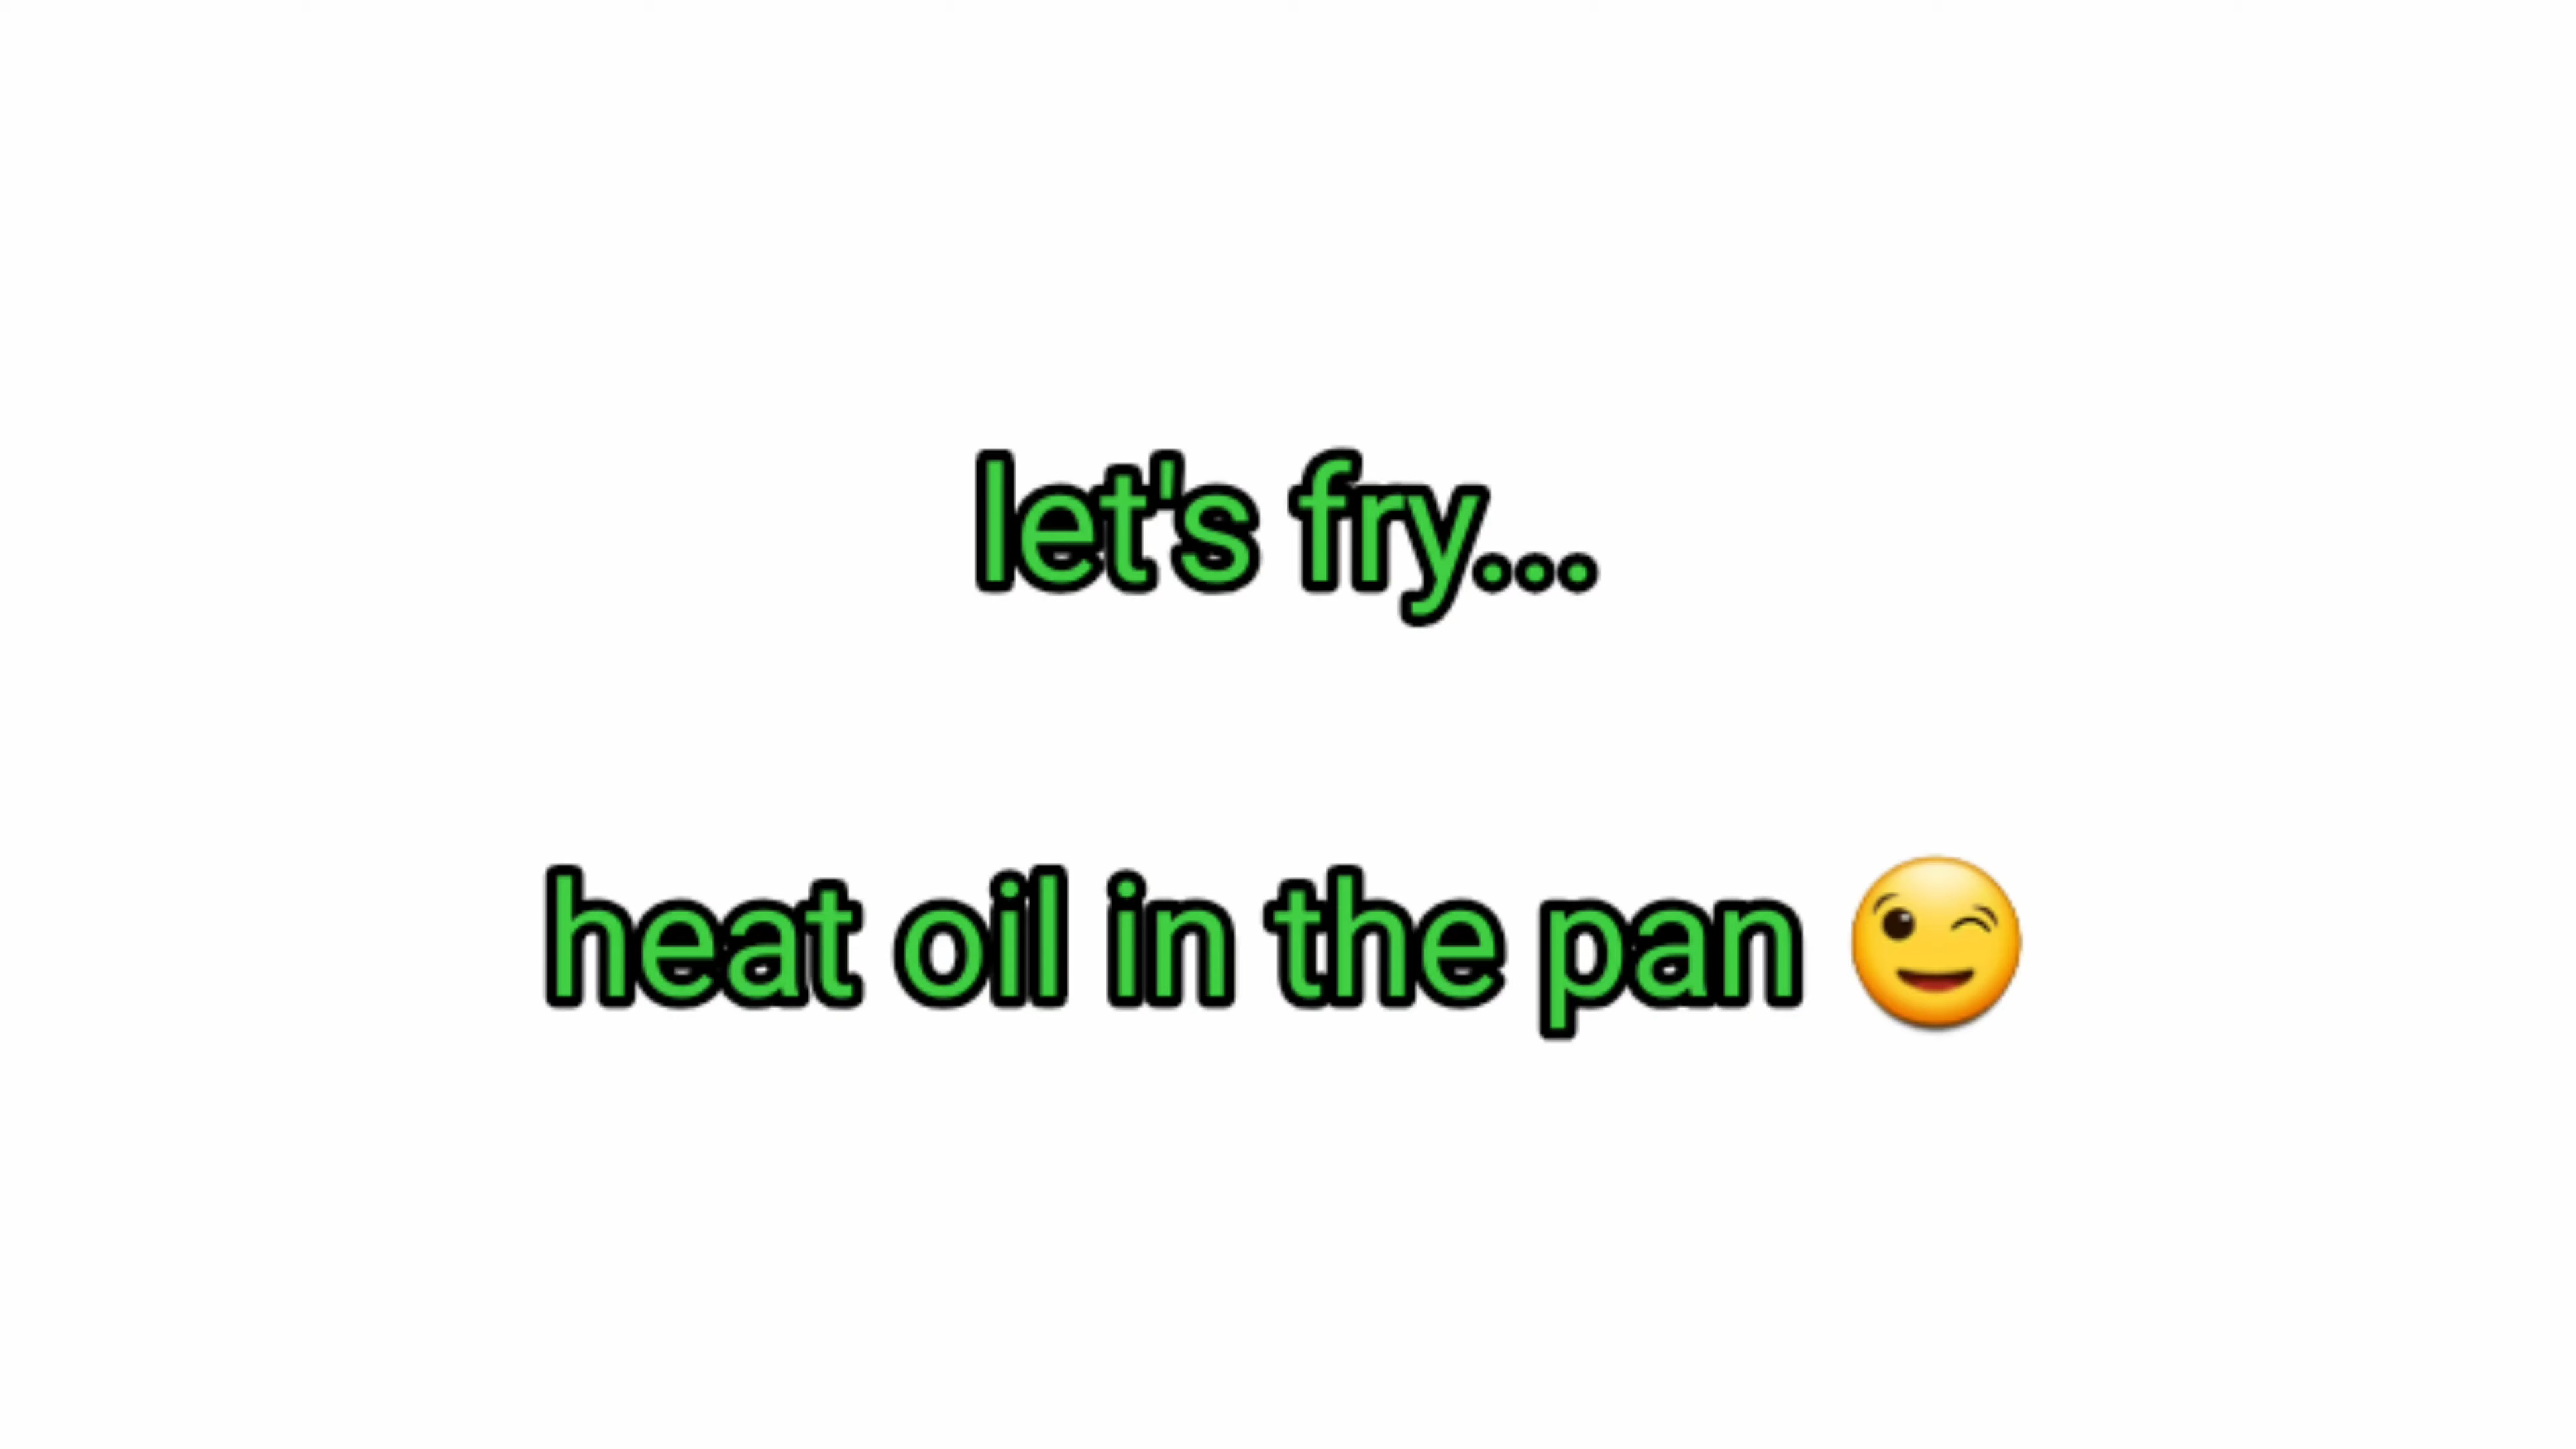 let's fry...
heat oil in the pan 😉